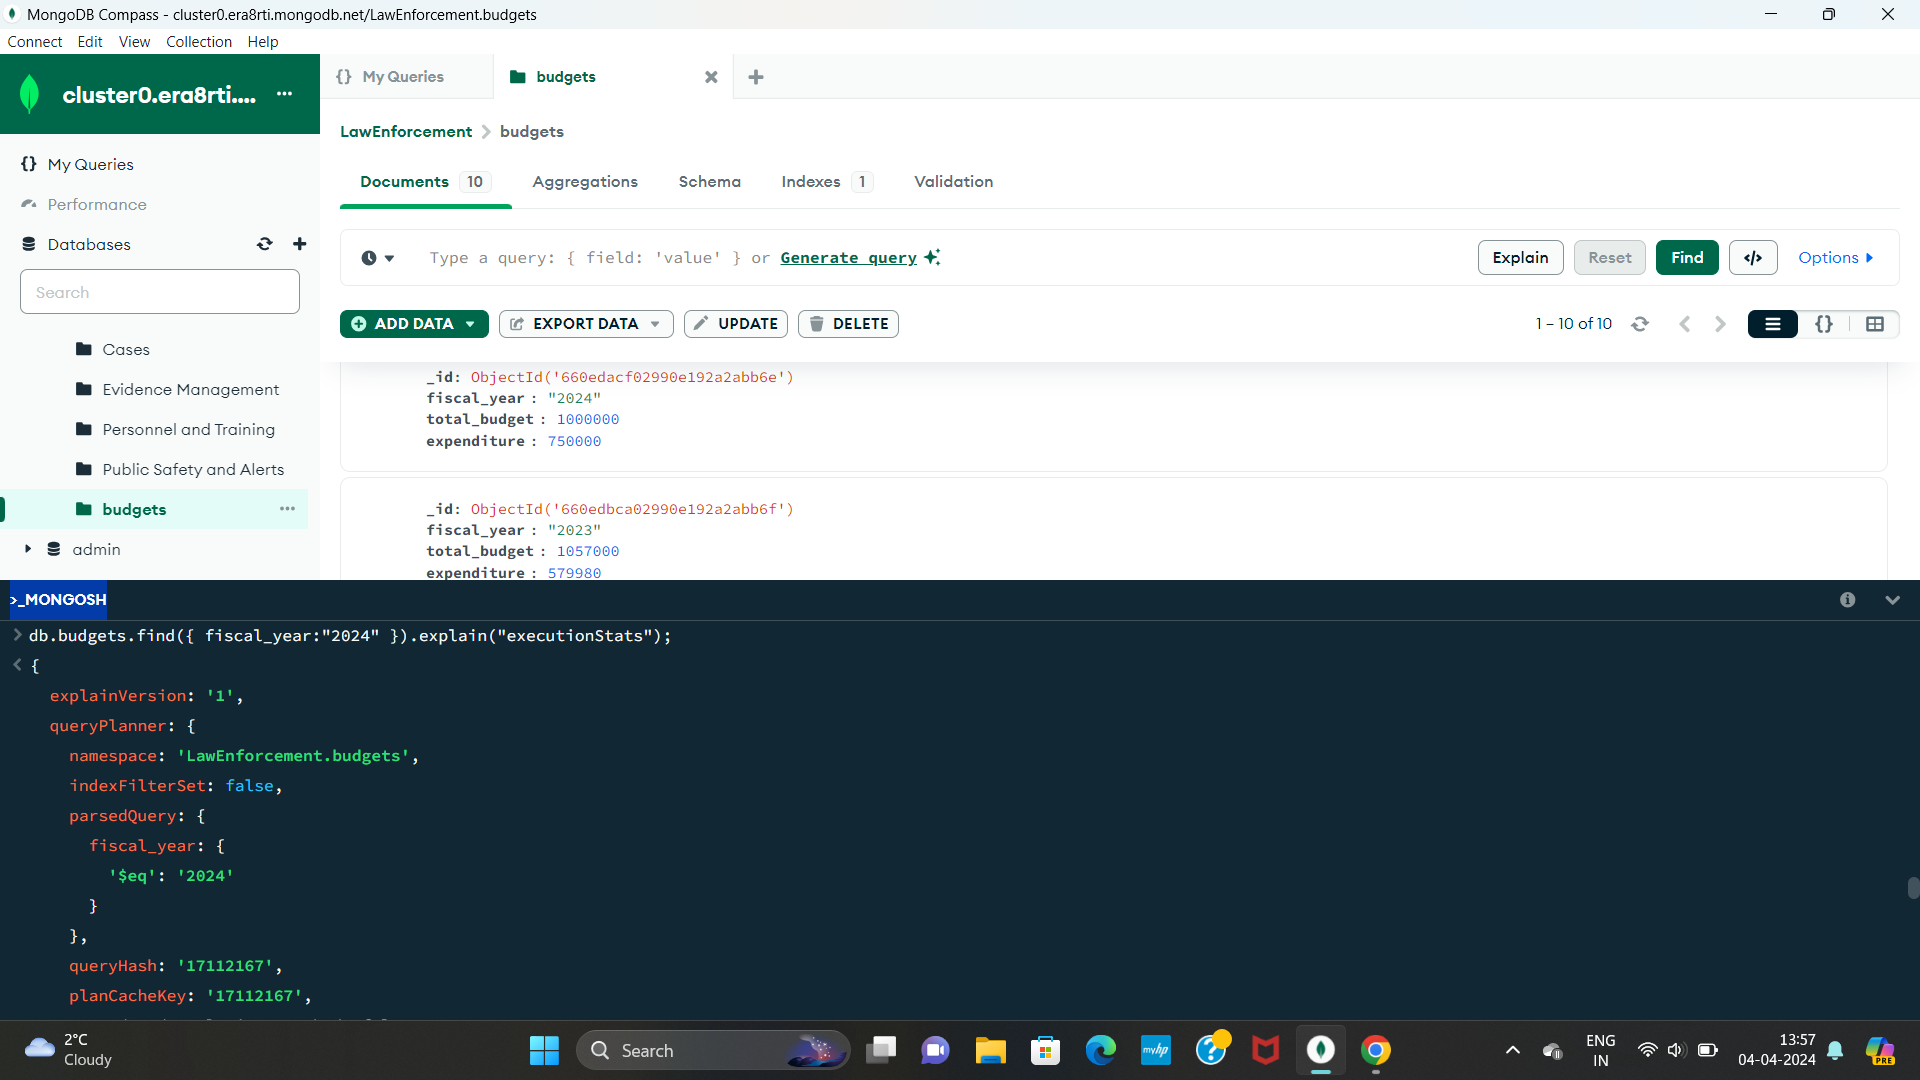 MongoDB Compass - cluster0.era8rti.mongodb.net/LawEnforcement.budgets
Connect Edit View Collection Help
cluster0.era8rti.... ...
{} My Queries
Performance
Databases
Search
Cases
Evidence Management
Personnel and Training
Public Safety and Alerts
budgets ...
admin
{} My Queries
budgets
LawEnforcement > budgets
Documents 10 Aggregations Schema Indexes 1 Validation
Type a query: { field: 'value' } or Generate query
Explain Reset Find </> Options
ADD DATA EXPORT DATA UPDATE DELETE
1 – 10 of 10
{}
_id: ObjectId('660edacf02990e192a2abb6e')
fiscal_year : "2024"
total_budget : 1000000
expenditure : 750000
_id: ObjectId('660edbca02990e192a2abb6f')
fiscal_year : "2023"
total_budget : 1057000
expenditure : 579980
>_MONGOSH
> db.budgets.find({ fiscal_year:"2024" }).explain("executionStats");
< {
explainVersion: '1',
queryPlanner: {
namespace: 'LawEnforcement.budgets',
indexFilterSet: false,
parsedQuery: {
fiscal_year: {
'$eq': '2024'
}
},
queryHash: '17112167',
planCacheKey: '17112167',
2°C
Cloudy
Search
myhp
ENG
IN
13:57
04-04-2024
PRE